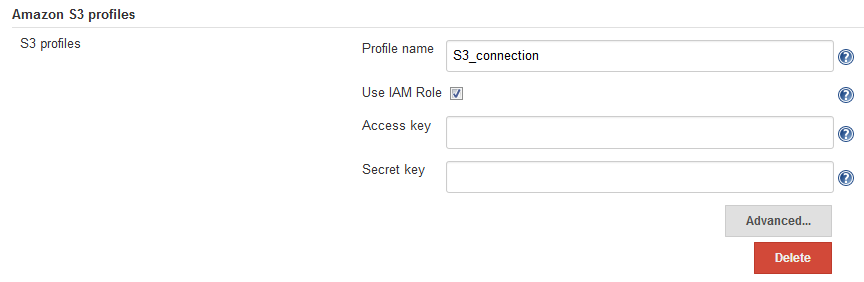 Amazon S3 profiles
S3 profiles
Profile name
S3_connection
?
Use IAM Role
?
Access key
?
Secret key
?
Advanced...
Delete